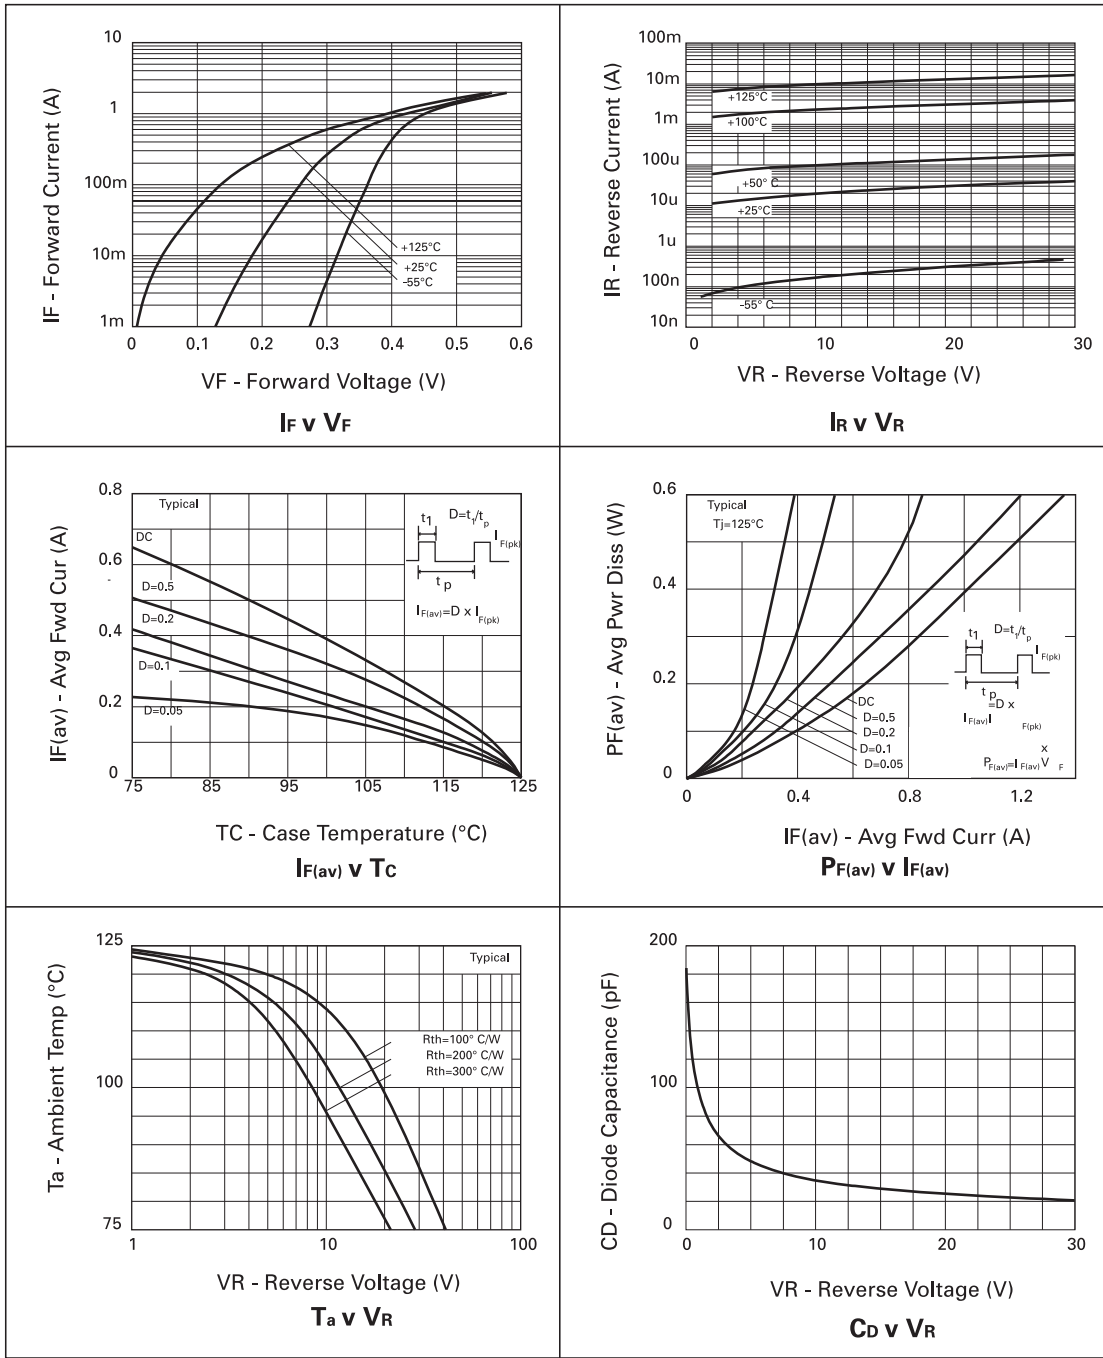 10
1
100m
10m
1m
0 0.1 0.2 0.3 0.4 0.5 0.6
IF - Forward Current (A)
+125°C
+25°C
-55°C
VF - Forward Voltage (V)
IF v VF
100m
10m
1m
100u
10u
1u
100n
10n
0 10 20 30
IR - Reverse Current (A)
+125°C
+100°C
+50° C
+25°C
-55° C
VR - Reverse Voltage (V)
IR v VR
0.8
0.6
0.4
0.2
0
75 85 95 105 115 125
IF(av) - Avg Fwd Cur (A)
Typical
DC
D=0.5
D=0.2
D=0.1
D=0.05
t1 D=t1/tp
IF(pk)
tp
IF(av)=D x IF(pk)
TC - Case Temperature (°C)
IF(av) v TC
0.6
0.4
0.2
0
0 0.4 0.8 1.2
PF(av) - Avg Pwr Diss (W)
Typical
Tj=125°C
t1 D=t1/tp
IF(pk)
tp
=D x
IF(av)I F(pk)
x
PF(av)=IF(av)V F
DC
D=0.5
D=0.2
D=0.1
D=0.05
IF(av) - Avg Fwd Curr (A)
PF(av) v IF(av)
125
100
75
1 10 100
Ta - Ambient Temp (°C)
Typical
Rth=100° C/W
Rth=200° C/W
Rth=300° C/W
VR - Reverse Voltage (V)
Ta v VR
200
100
0
0 10 20 30
CD - Diode Capacitance (pF)
VR - Reverse Voltage (V)
CD v VR